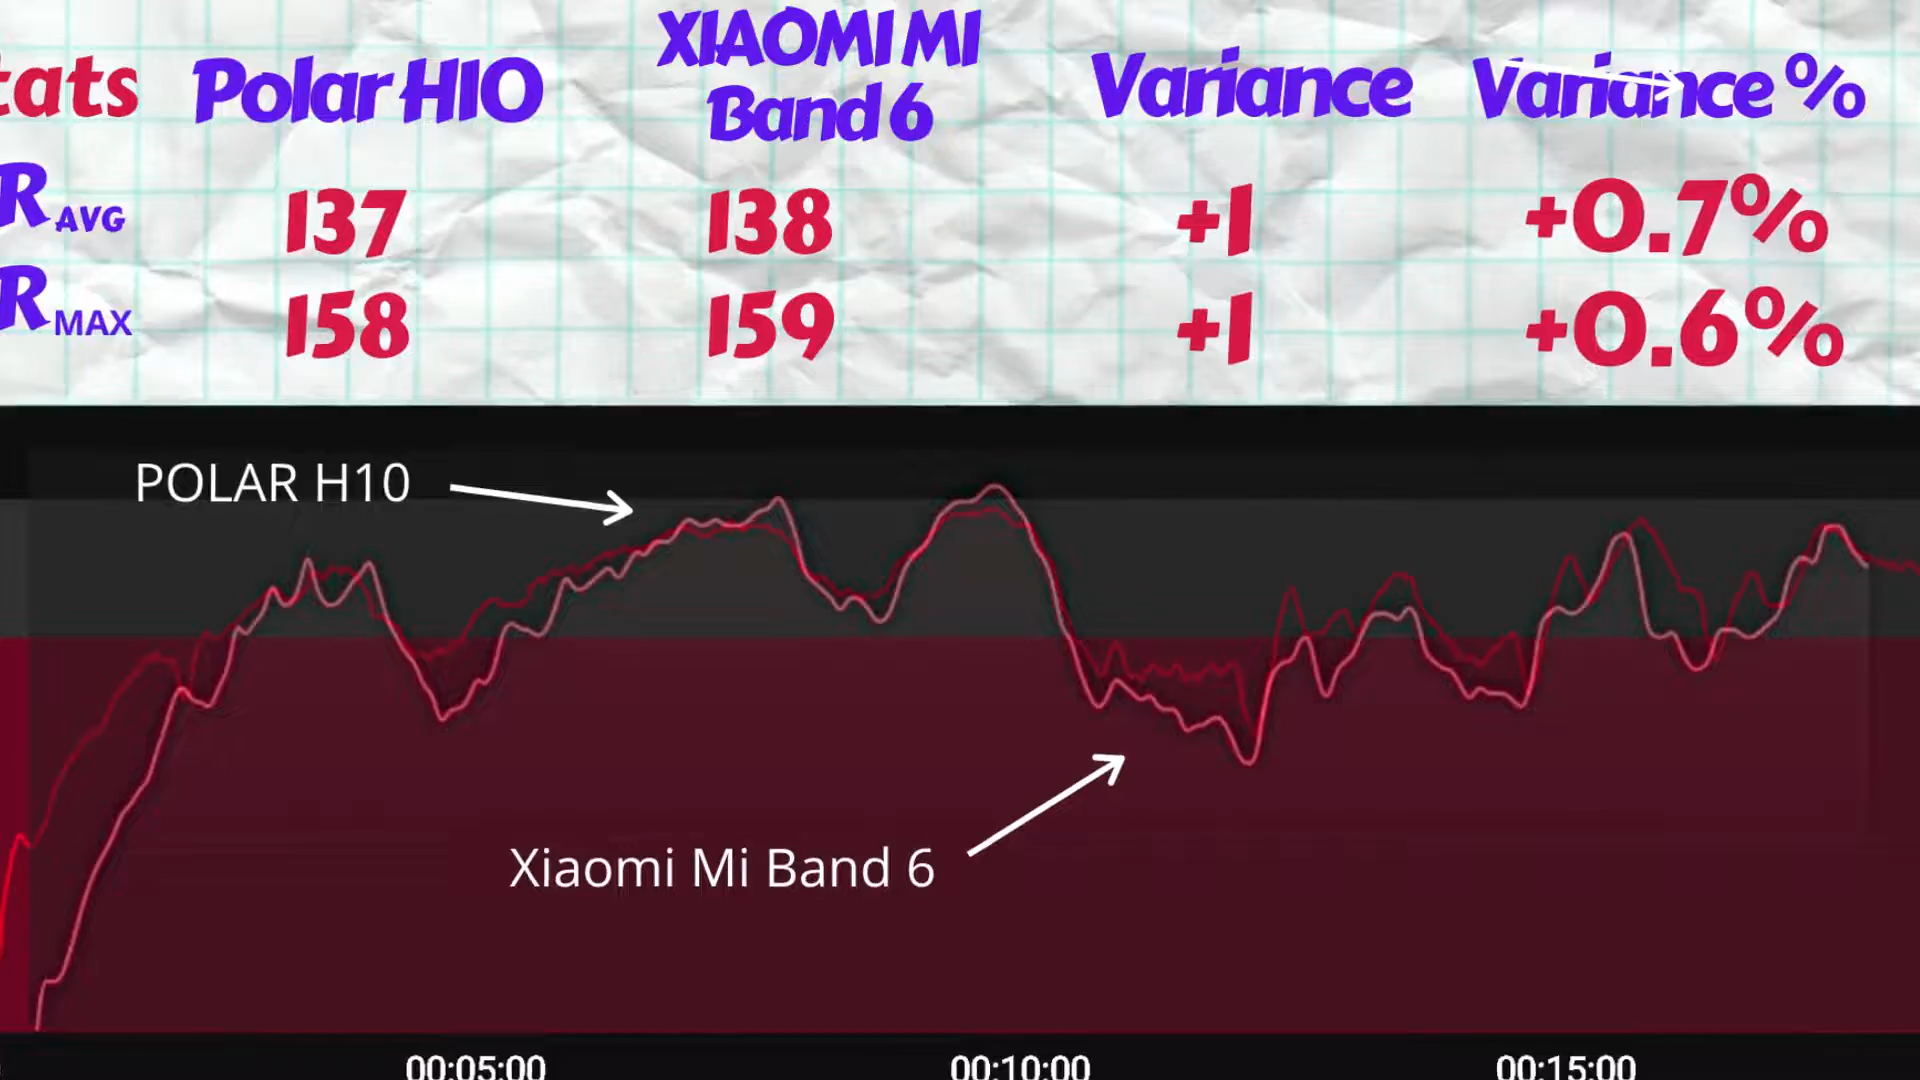 tats Polar H10 XIAOMI MI Band 6 Variance Variance %
R AVG 137 138 +1 +0.7%
R MAX 158 159 +1 +0.6%
POLAR H10
Xiaomi Mi Band 6
00:05:00 00:10:00 00:15:00